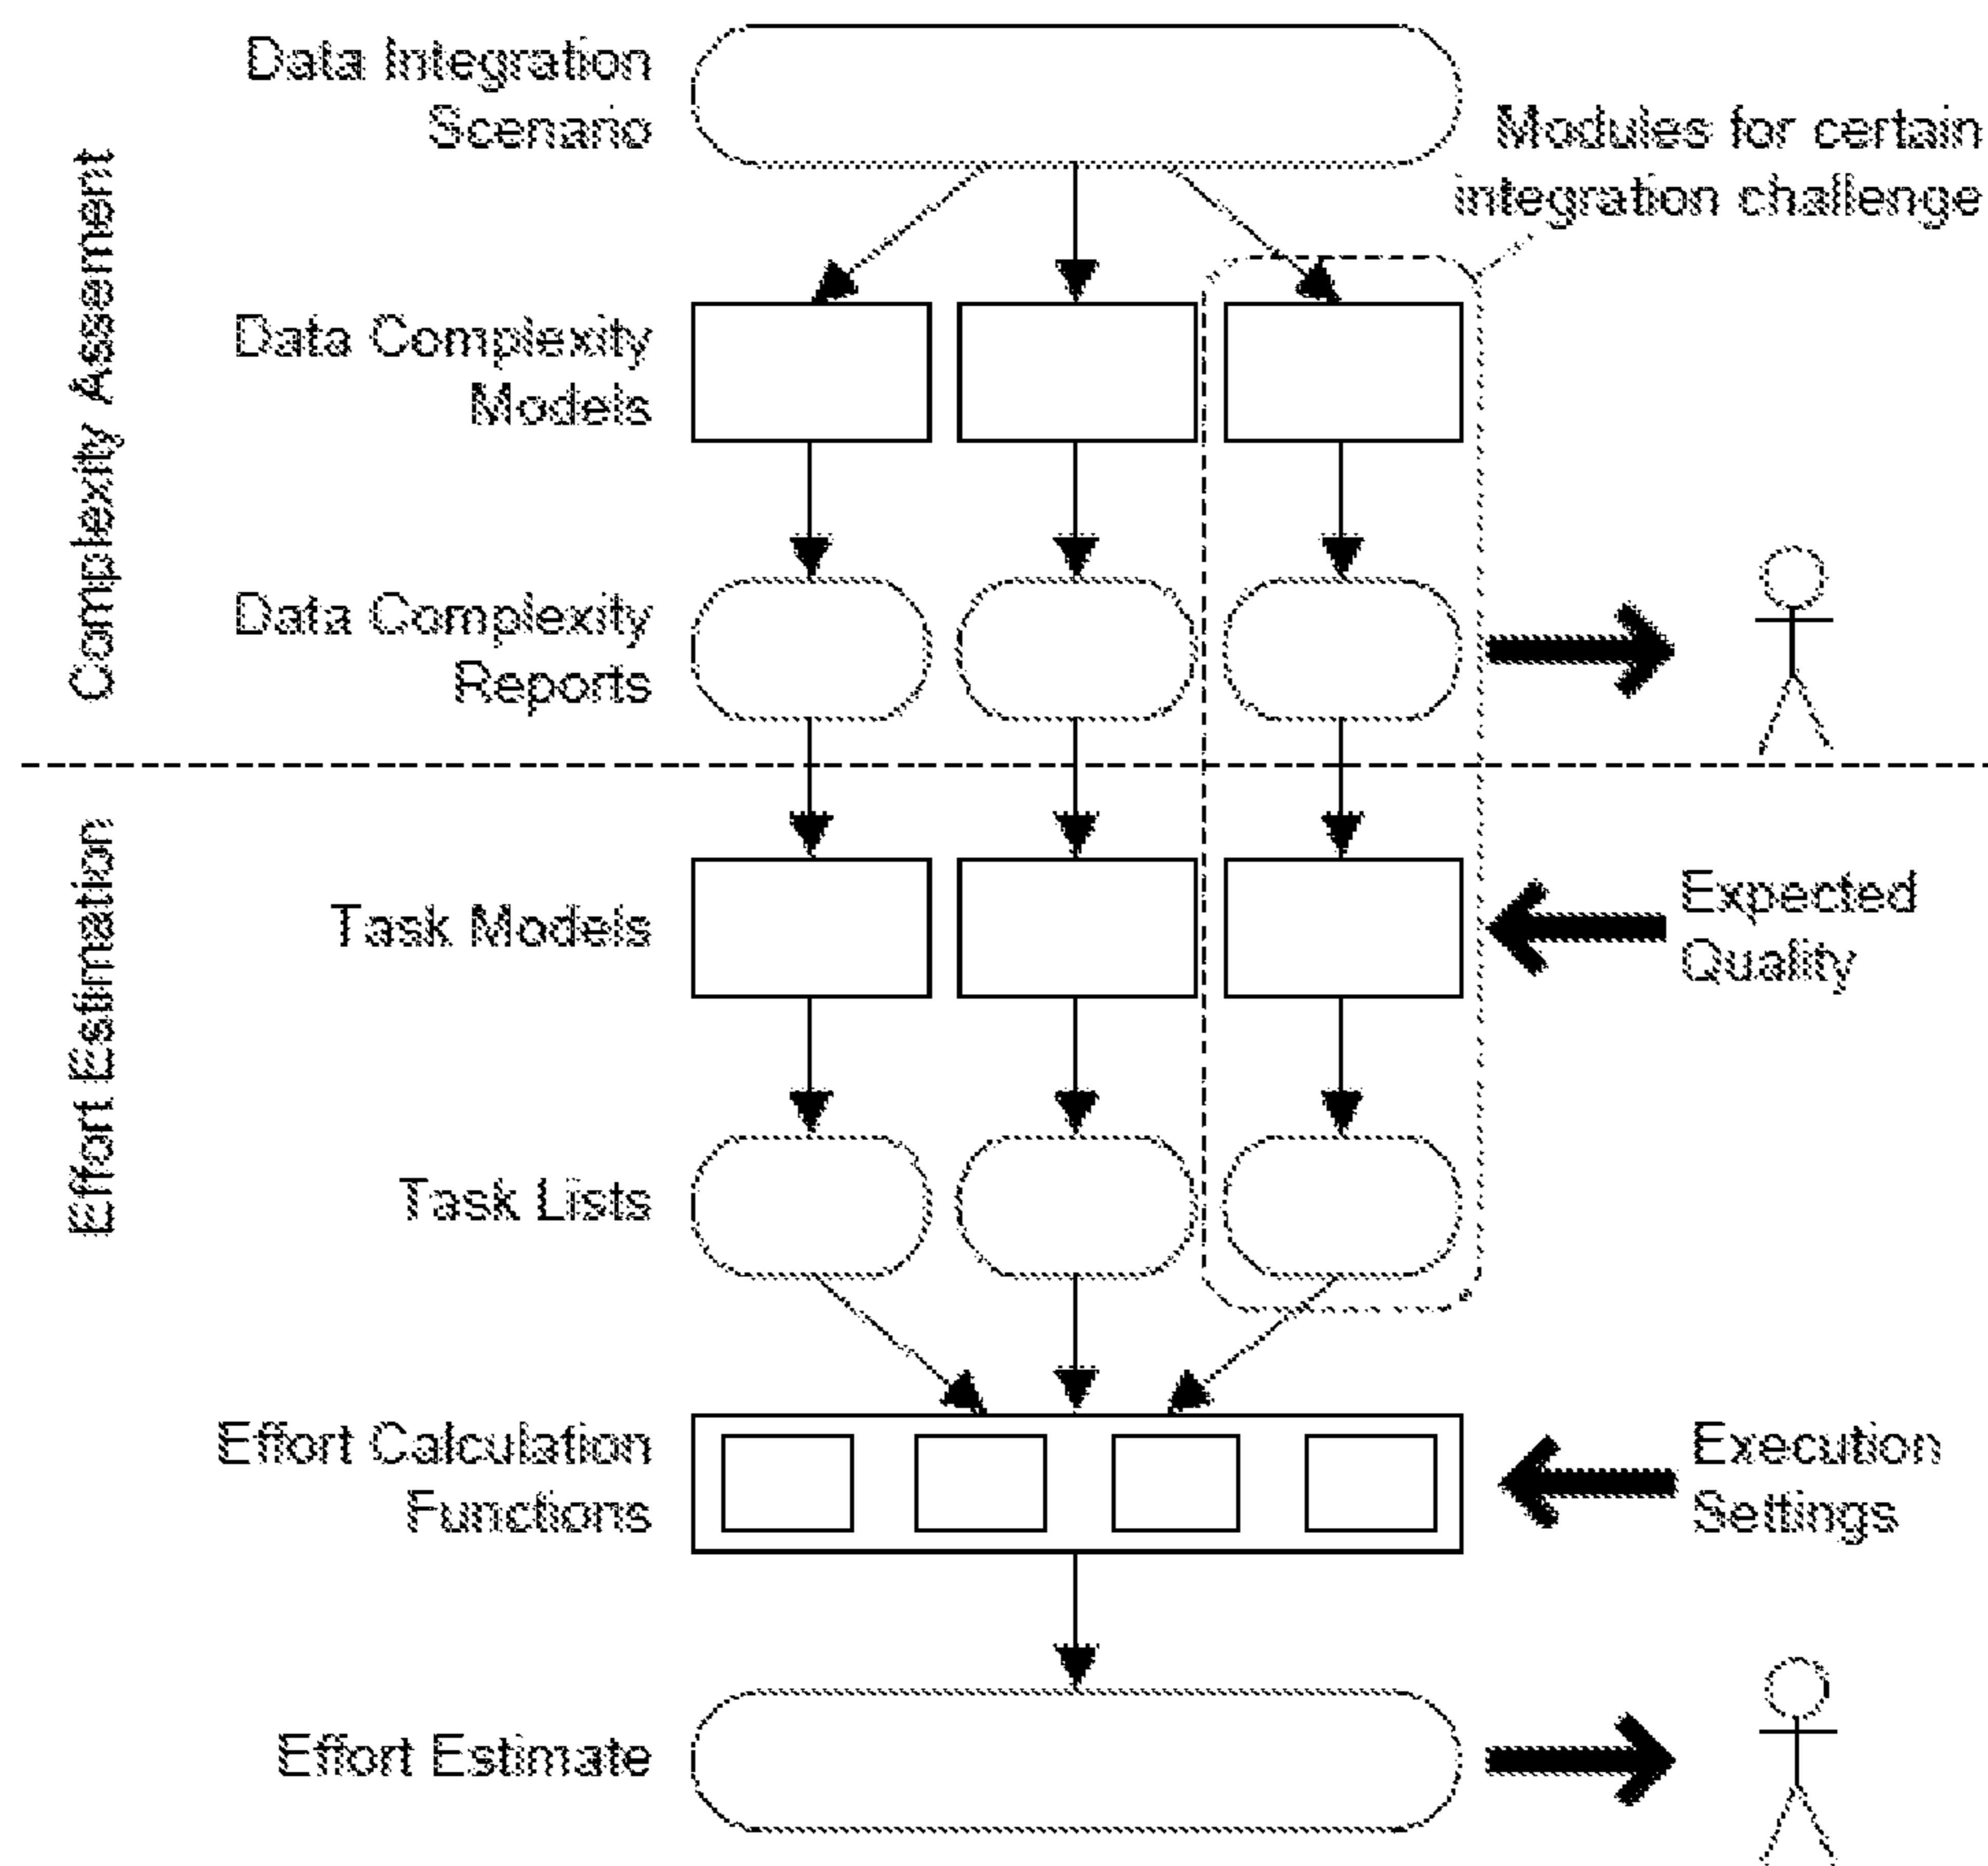 Data Integration
Scenario
Modules for certain
integration challenge
Complexity Assesment
Data Complexity
Models
Data Complexity
Reports
Effort Estimation
Task Models
Expected
Quality
Task Lists
Effort Calculation
Functions
Execution
Settings
Effort Estimate